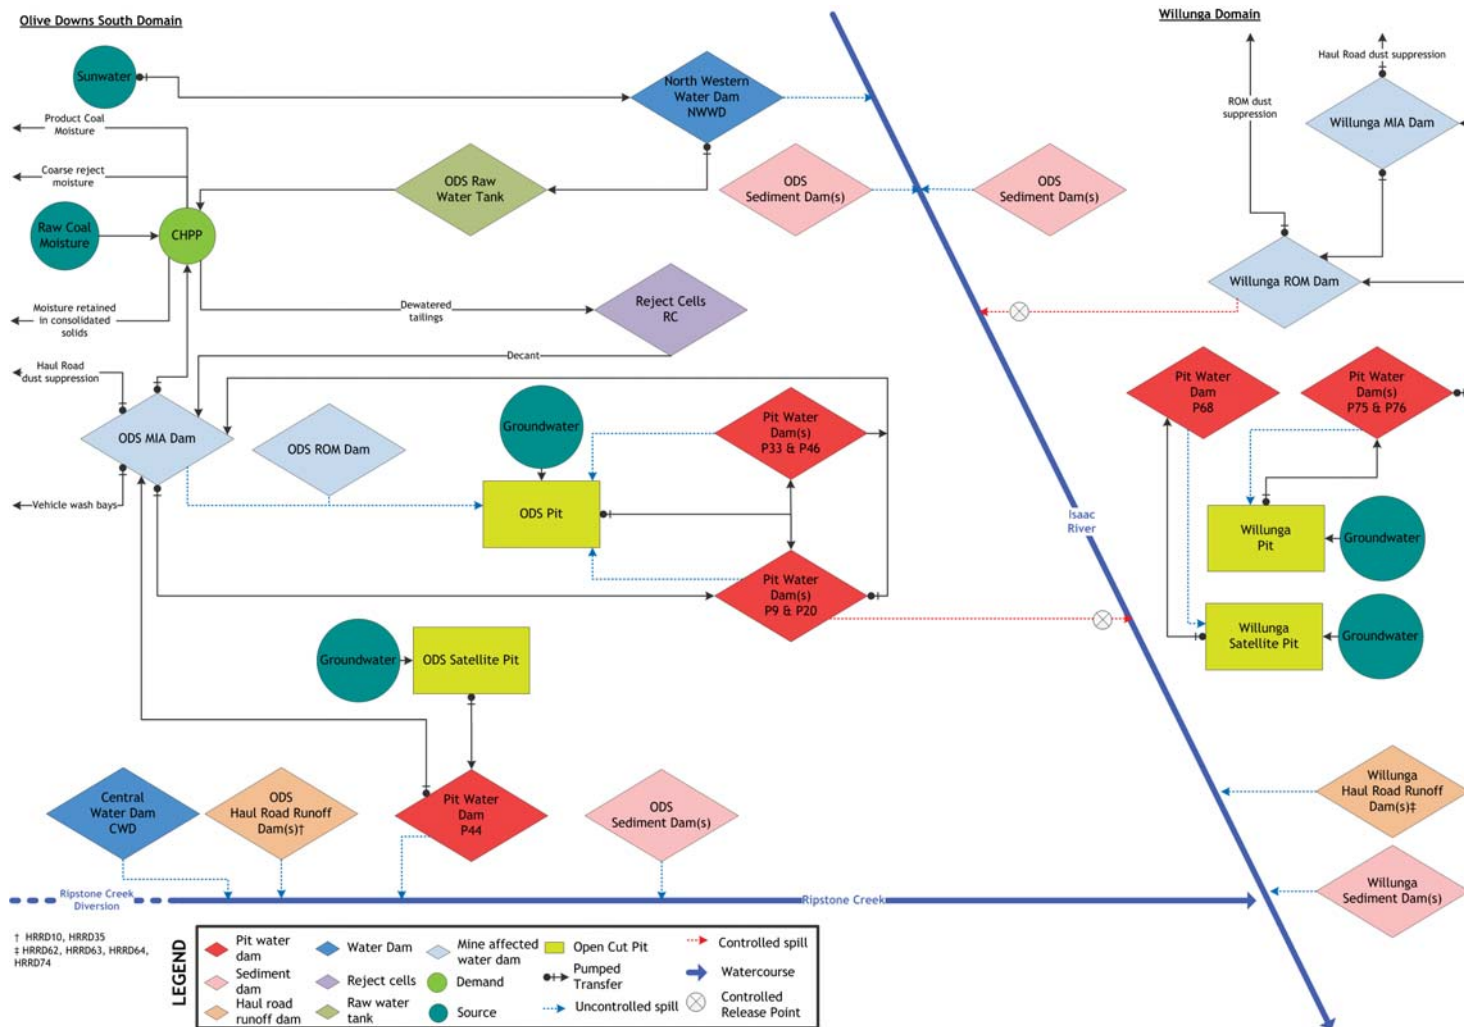 Olive Downs South Domain
Willunga Domain
Sunwater
North Western
Water Dam
NWWD
Haul Road dust suppression
ROM dust
suppression
Willunga MIA Dam
Product Coal
Moisture
Coarse reject
moisture
ODS Raw
Water Tank
ODS
Sediment Dam(s)
ODS
Sediment Dam(s)
Raw Coal
Moisture
CHPP
Willunga ROM Dam
Moisture retained
in consolidated
solids
Dewatered
tailings
Reject Cells
RC
Decant
Haul Road
dust suppression
ODS MIA Dam
ODS ROM Dam
Groundwater
Pit Water
Dam(s)
P33 & P46
Pit Water
Dam
P68
Pit Water
Dam(s)
P75 & P76
Vehicle wash bays
ODS Pit
Isaac
River
Willunga
Pit
Groundwater
Pit Water
Dam(s)
P9 & P20
Groundwater
ODS Satellite Pit
Willunga
Satellite Pit
Groundwater
Central
Water Dam
CWD
ODS
Haul Road Runoff
Dam(s)†
Pit Water
Dam
P44
ODS
Sediment Dam(s)
Willunga
Haul Road Runoff
Dam(s)‡
Willunga
Sediment Dam(s)
Ripstone Creek
Diversion
Ripstone Creek
† HRRD10, HRRD35
‡ HRRD62, HRRD63, HRRD64,
HRRD74
LEGEND
Pit water
dam
Water Dam
Mine affected
water dam
Open Cut Pit
Controlled spill
Sediment
dam
Reject cells
Demand
Pumped
Transfer
Watercourse
Haul road
runoff dam
Raw water
tank
Source
Uncontrolled spill
Controlled
Release Point